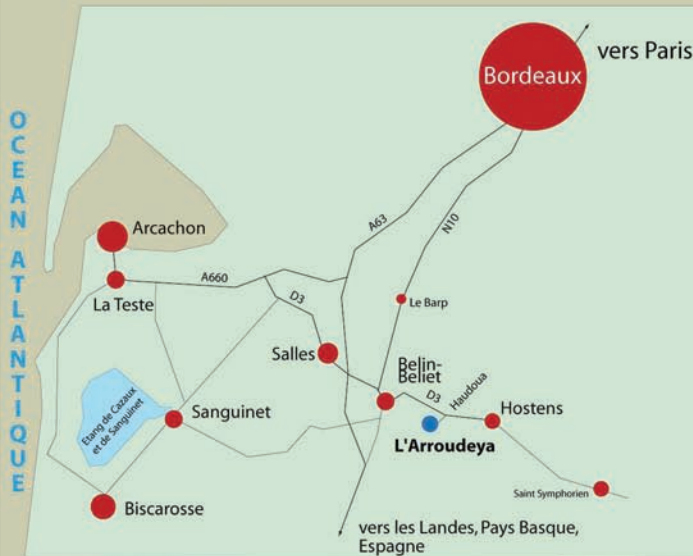 vers Paris
Bordeaux
OCEAN ATLANTIQUE
Arcachon
A63
N10
A660
La Teste
D3
Le Barp
Salles
Belin-
Beliet
D3
Haudoua
Hostens
Etang de Cazaux
et de Sanguinet
Sanguinet
L'Arroudeya
Saint Symphorien
Biscarosse
vers les Landes, Pays Basque,
Espagne